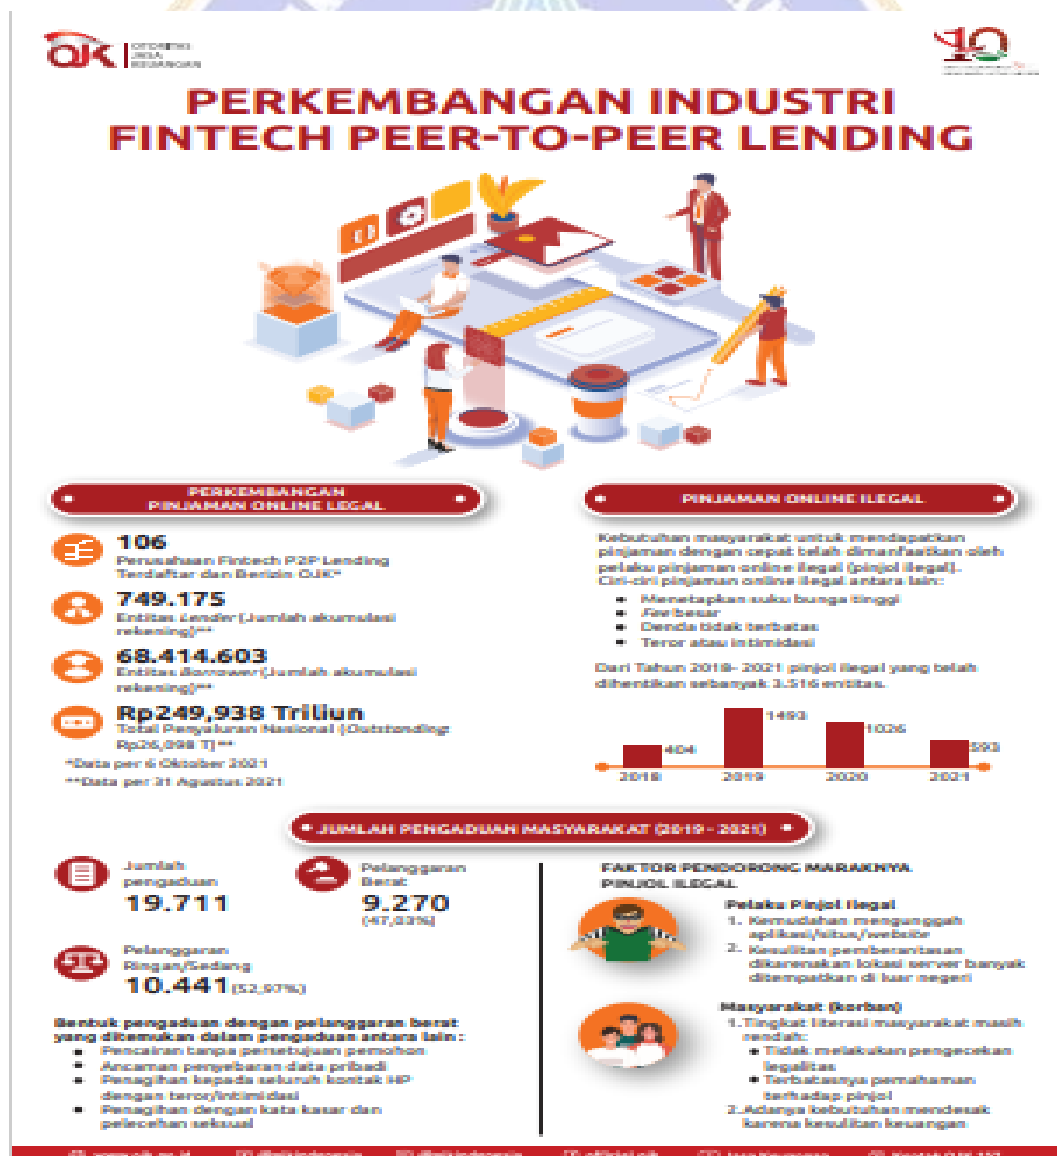 OJK
OTORITAS
JASA
KEUANGAN
10
PERKEMBANGAN INDUSTRI
FINTECH PEER-TO-PEER LENDING
PERKEMBANGAN
PINJAMAN ONLINE LEGAL
106
Perusahaan Fintech P2P Lending
Terdaftar dan Berizin OJK*
749.175
Entitas Lender (Jumlah akumulasi
rekening)**
68.414.603
Entitas Borrower (Jumlah akumulasi
rekening)**
Rp249,938 Triliun
Total Penyaluran Nasional (Outstanding
Rp26,098 T)**
*Data per 6 Oktober 2021
**Data per 31 Agustus 2021
PINJAMAN ONLINE ILEGAL
Kebutuhan masyarakat untuk mendapatkan
pinjaman dengan cepat telah dimanfaatkan oleh
pelaku pinjaman online ilegal (pinjol ilegal).
Ciri-ciri pinjaman online ilegal antara lain:
• Menetapkan suku bunga tinggi
• Fee besar
• Denda tidak terbatas
• Teror atau intimidasi
Dari Tahun 2018- 2021 pinjol ilegal yang telah
dihentikan sebanyak 3.516 entitas.
404
1493
1026
593
2018
2019
2020
2021
JUMLAH PENGADUAN MASYARAKAT (2019 - 2021)
Jumlah
pengaduan
19.711
Pelanggaran
Berat
9.270
(47,03%)
Pelanggaran
Ringan/Sedang
10.441 (52,97%)
Bentuk pengaduan dengan pelanggaran berat
yang ditemukan dalam pengaduan antara lain :
• Pencairan tanpa persetujuan pemohon
• Ancaman penyebaran data pribadi
• Penagihan kepada seluruh kontak HP
dengan teror/intimidasi
• Penagihan dengan kata kasar dan
pelecehan seksual
FAKTOR PENDORONG MARAKNYA
PINJOL ILEGAL
Pelaku Pinjol Ilegal
1. Kemudahan mengunggah
aplikasi/situs/website
2. Kesulitan pemberantasan
dikarenakan lokasi server banyak
ditempatkan di luar negeri
Masyarakat (korban)
1.Tingkat literasi masyarakat masih
rendah:
• Tidak melakukan pengecekan
legalitas
• Terbatasnya pemahaman
terhadap pinjol
2.Adanya kebutuhan mendesak
karena kesulitan keuangan